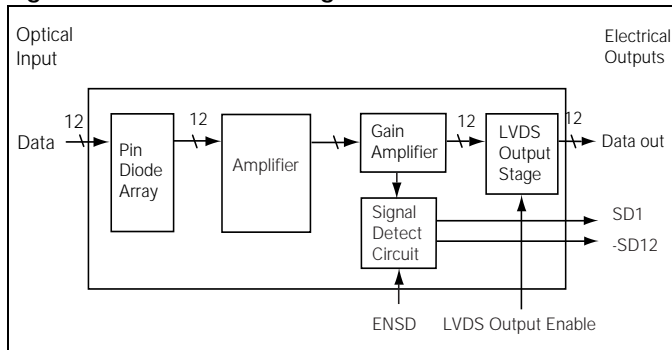 Optical
Input
Electrical
Outputs
Data
12
Pin
Diode
Array
12
Amplifier
Gain
Amplifier
12
LVDS
Output
Stage
12
Data out
Signal
Detect
Circuit
SD1
-SD12
ENSD
LVDS Output Enable